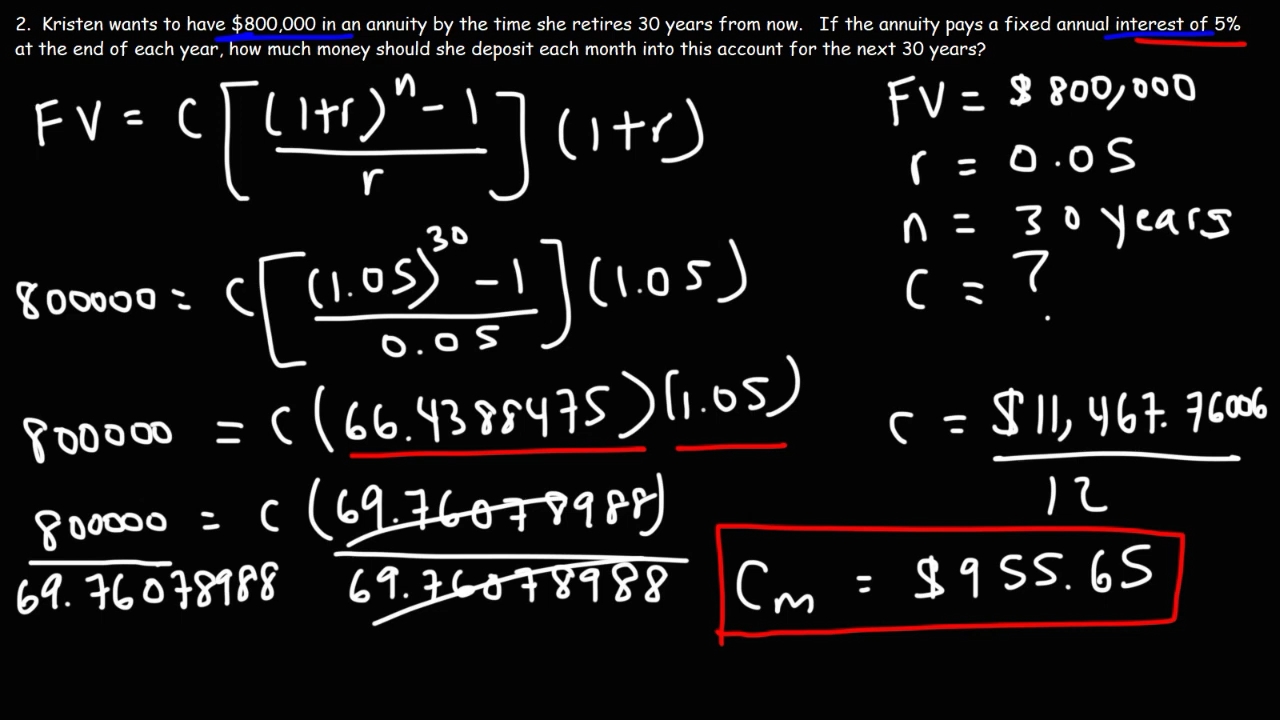 2. Kristen wants to have $800,000 in an annuity by the time she retires 30 years from now. If the annuity pays a fixed annual interest of 5%
at the end of each year, how much money should she deposit each month into this account for the next 30 years?
FV = C [ ((1+r)^n - 1) / r ] (1+r)
FV = $800,000
r = 0.05
n = 30 years
C = ?
800000 = C [ ((1.05)^30 - 1) / 0.05 ] (1.05)
800000 = C (66.4388475) (1.05)
C = $11,467.76006 / 12
800000 / 69.76078988 = C (69.76078988) / 69.76078988
Cm = $955.65